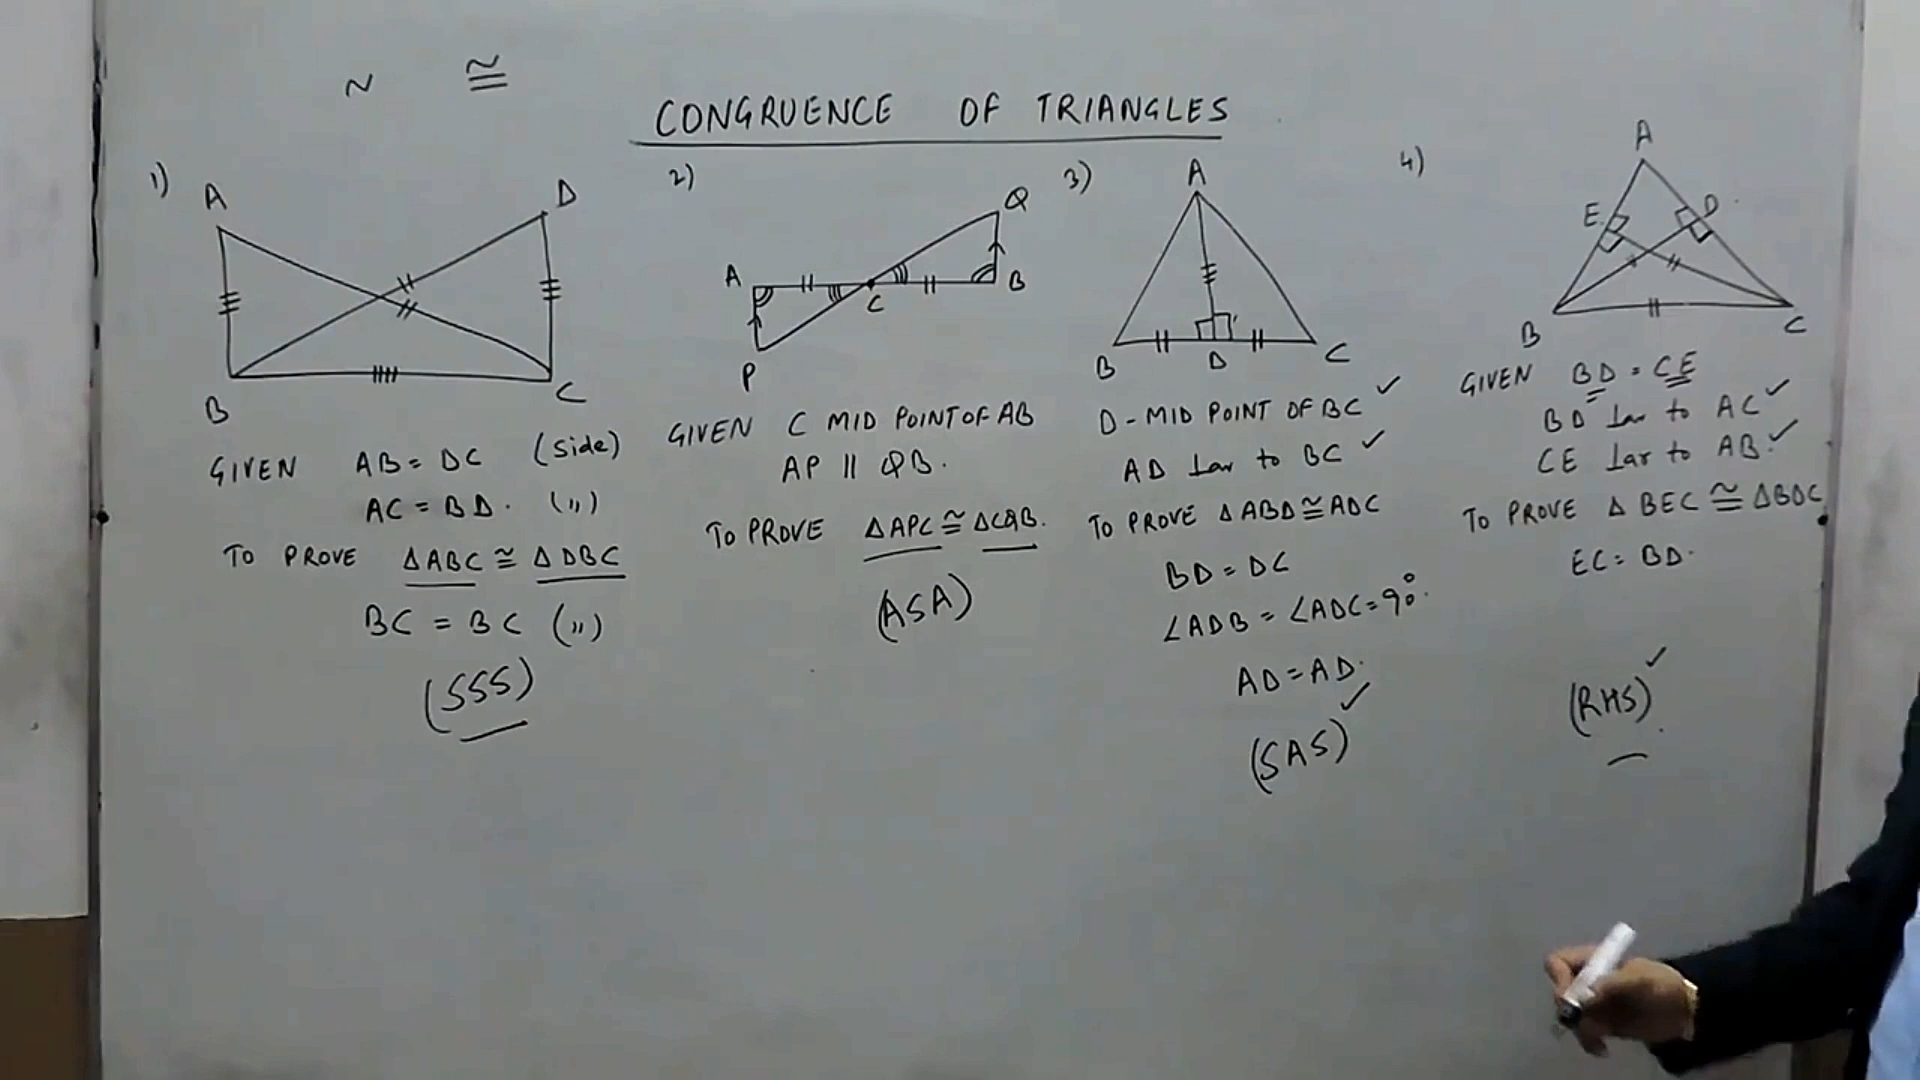 ~ ≅
CONGRUENCE OF TRIANGLES
1)
A D
B C
GIVEN AB = DC (Side)
AC = BD. (")
TO PROVE ΔABC ≅ ΔDBC
BC = BC (")
(SSS)
2)
Q
A C B
P
GIVEN C MID POINT OF AB
AP || QB.
TO PROVE ΔAPC ≅ ΔCQB.
(ASA)
3)
A
B D C
D - MID POINT OF BC ✓
AD ⊥ar to BC ✓
TO PROVE ΔABD ≅ ADC
BD = DC
∠ADB = ∠ADC = 90°.
AD = AD.
✓
(SAS)
4)
A
E D
B C
GIVEN BD = CE
BD ⊥ar to AC ✓
CE ⊥ar to AB. ✓
TO PROVE Δ BEC ≅ ΔBDC
EC = BD.
(RHS) ✓